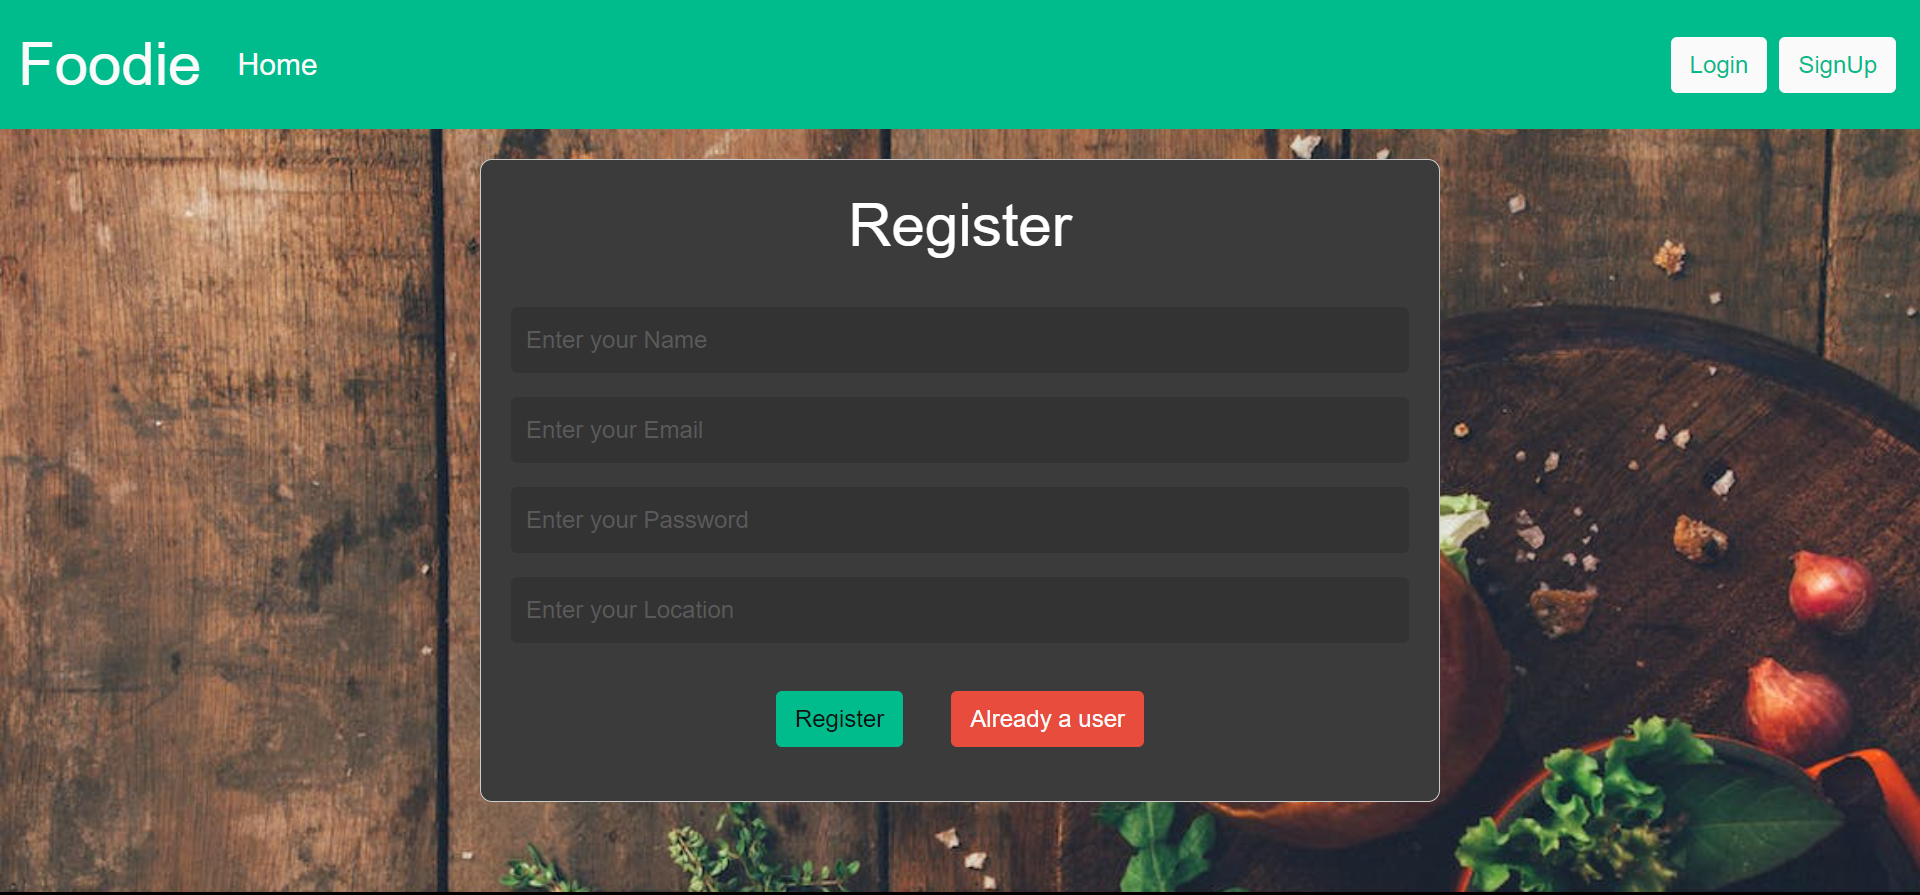 Foodie Home Login SignUp
Register
Enter your Name
Enter your Email
Enter your Password
Enter your Location
Register Already a user